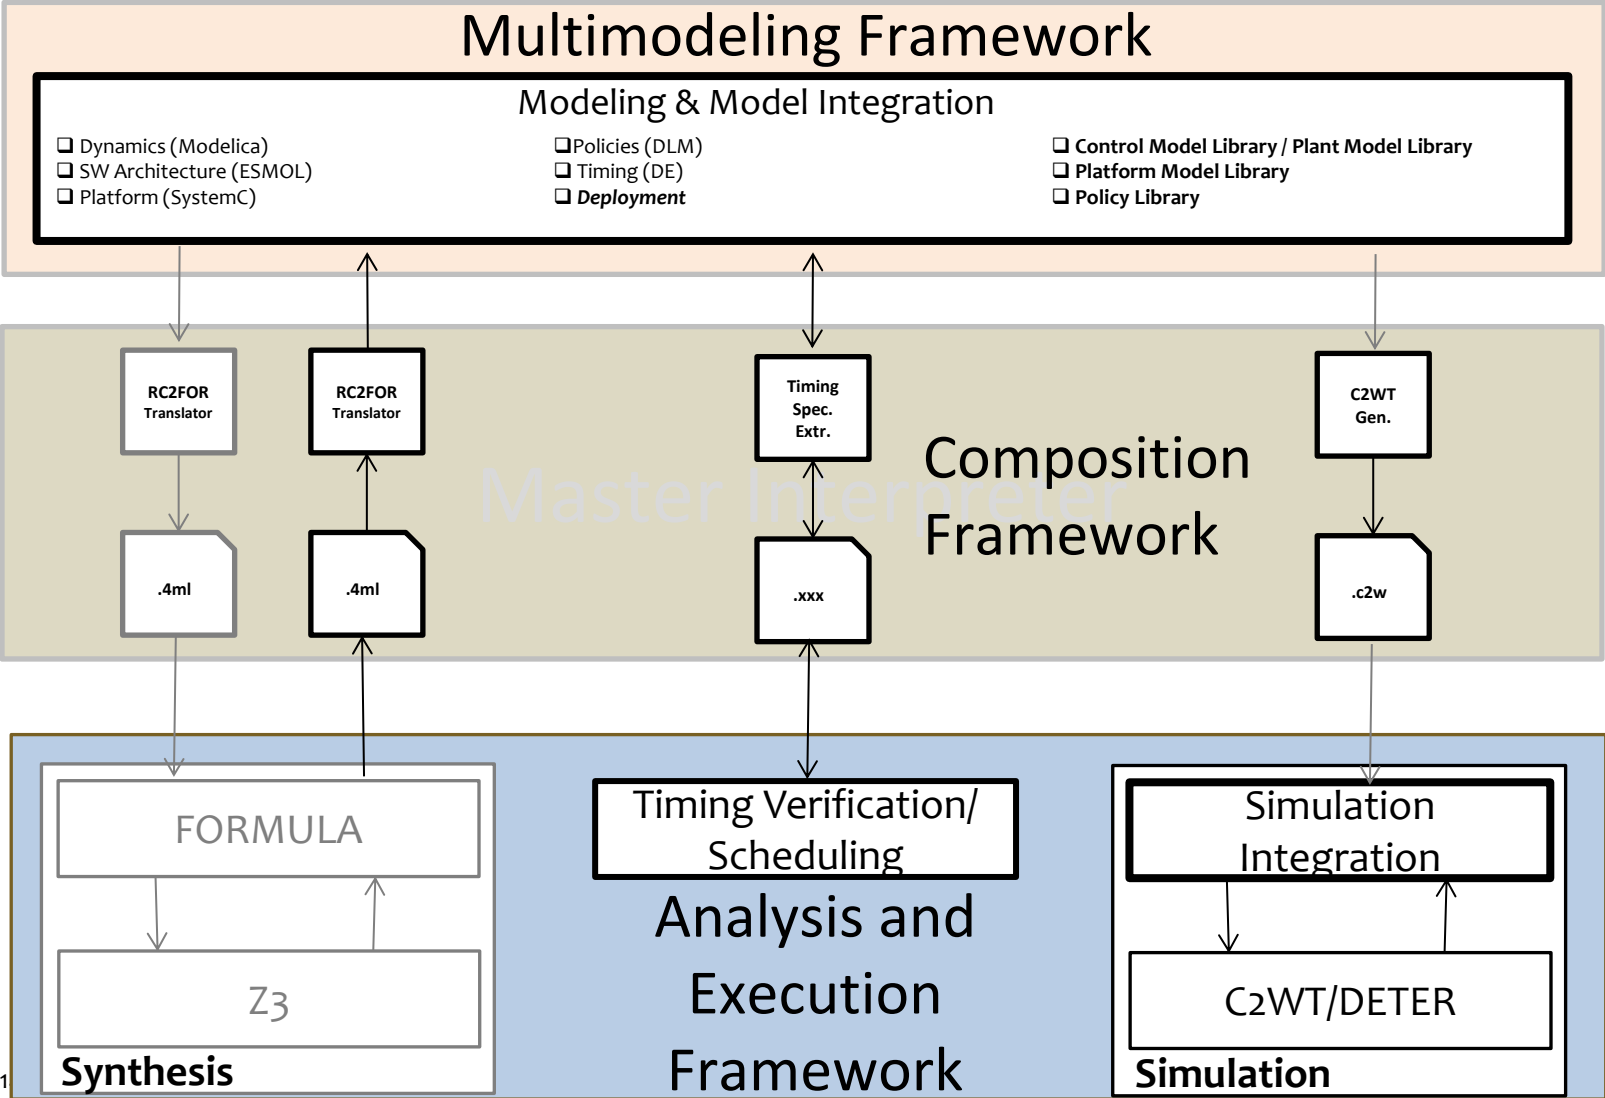 Multimodeling Framework
Modeling & Model Integration
❑ Dynamics (Modelica)
❑ SW Architecture (ESMOL)
❑ Platform (SystemC)
❑Policies (DLM)
❑ Timing (DE)
❑ Deployment
❑ Control Model Library / Plant Model Library
❑ Platform Model Library
❑ Policy Library
RC2FOR
Translator
RC2FOR
Translator
Timing
Spec.
Extr.
C2WT
Gen.
Master Interpreter
Composition
Framework
.4ml
.4ml
.xxx
.c2w
FORMULA
Z3
Synthesis
Timing Verification/
Scheduling
Analysis and
Execution
Framework
Simulation
Integration
C2WT/DETER
Simulation
1